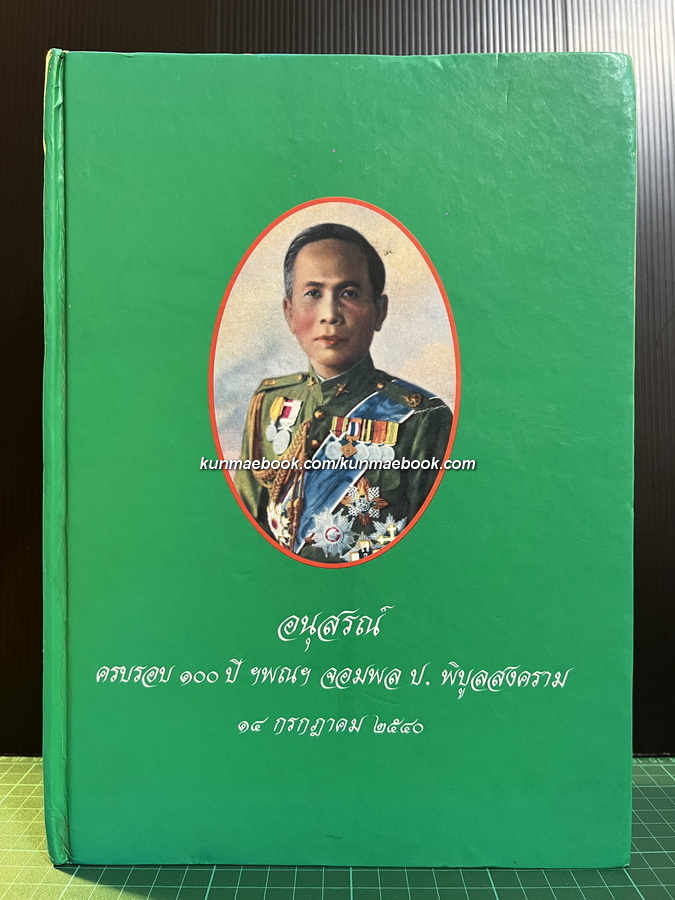 kunmaebook.com/kunmaebook.com
อนุสรณ์
ครบรอบ ๑๐๐ ปี ฯพณฯ จอมพล ป. พิบูลสงคราม
๑๔ กรกฎาคม ๒๕๔๐